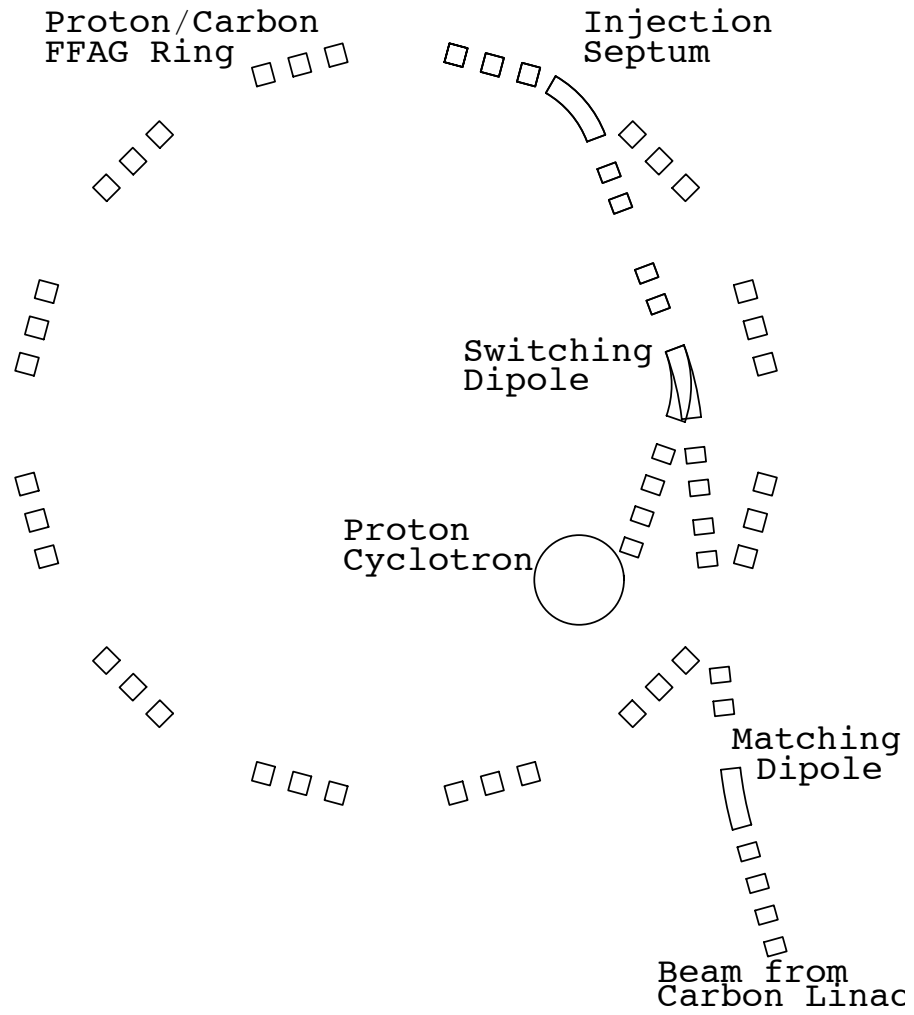 Proton/Carbon
FFAG Ring
Injection
Septum
Switching
Dipole
Proton
Cyclotron
Matching
Dipole
Beam from
Carbon Linac